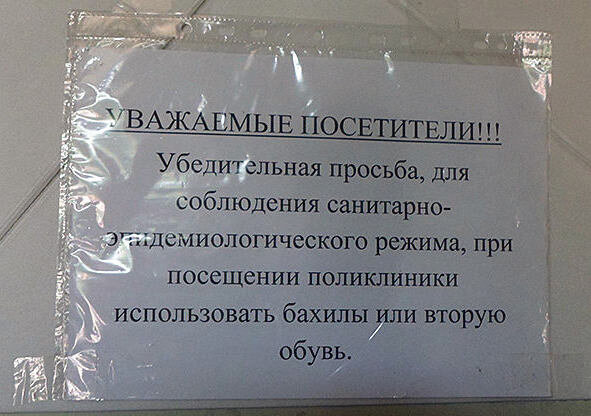 УВАЖАЕМЫЕ ПОСЕТИТЕЛИ!!!
Убедительная просьба, для
соблюдения санитарно-
эпидемиологического режима, при
посещении поликлиники
использовать бахилы или вторую
обувь.